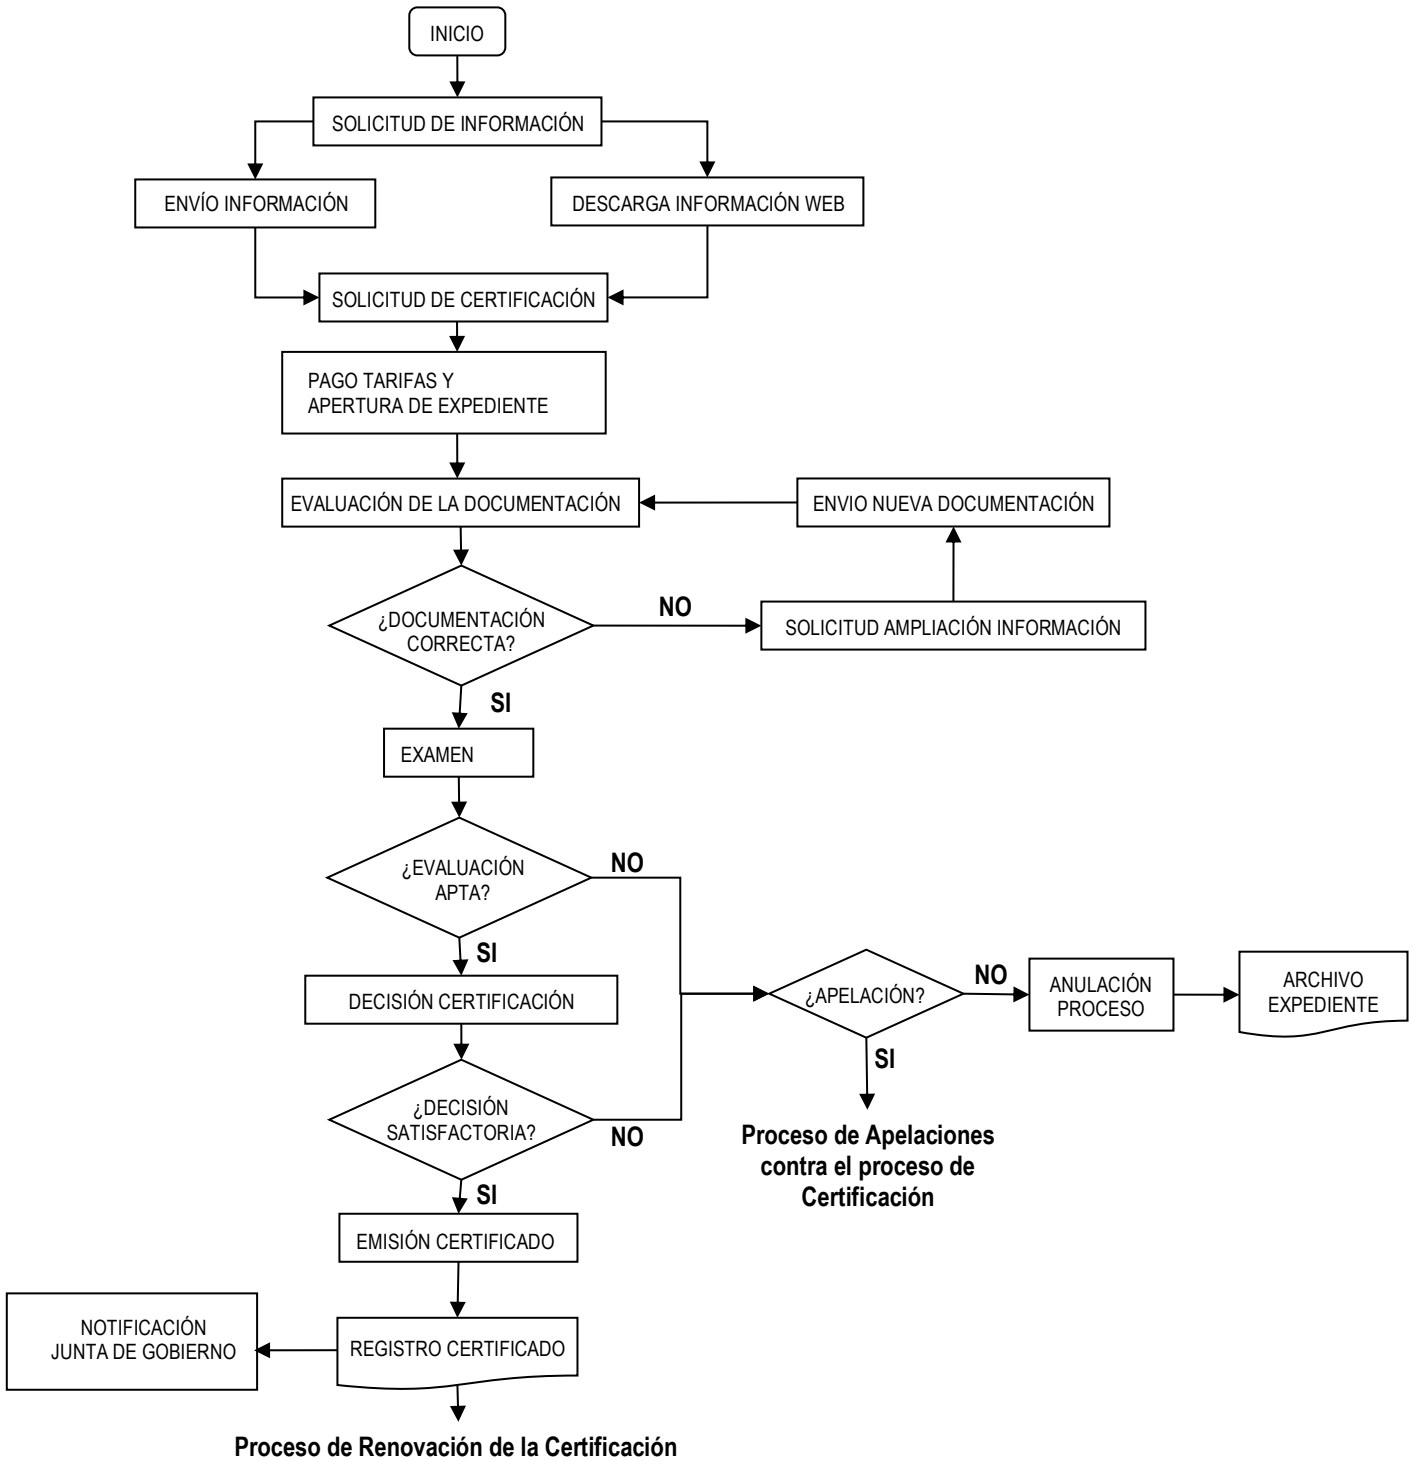 INICIO
SOLICITUD DE INFORMACIÓN
ENVÍO INFORMACIÓN
DESCARGA INFORMACIÓN WEB
SOLICITUD DE CERTIFICACIÓN
PAGO TARIFAS Y
APERTURA DE EXPEDIENTE
EVALUACIÓN DE LA DOCUMENTACIÓN
ENVIO NUEVA DOCUMENTACIÓN
¿DOCUMENTACIÓN
CORRECTA?
NO
SOLICITUD AMPLIACIÓN INFORMACIÓN
SI
EXAMEN
¿EVALUACIÓN
APTA?
NO
SI
DECISIÓN CERTIFICACIÓN
¿APELACIÓN?
NO
ANULACIÓN
PROCESO
ARCHIVO
EXPEDIENTE
SI
Proceso de Apelaciones
contra el proceso de
Certificación
¿DECISIÓN
SATISFACTORIA?
NO
SI
EMISIÓN CERTIFICADO
NOTIFICACIÓN
JUNTA DE GOBIERNO
REGISTRO CERTIFICADO
Proceso de Renovación de la Certificación